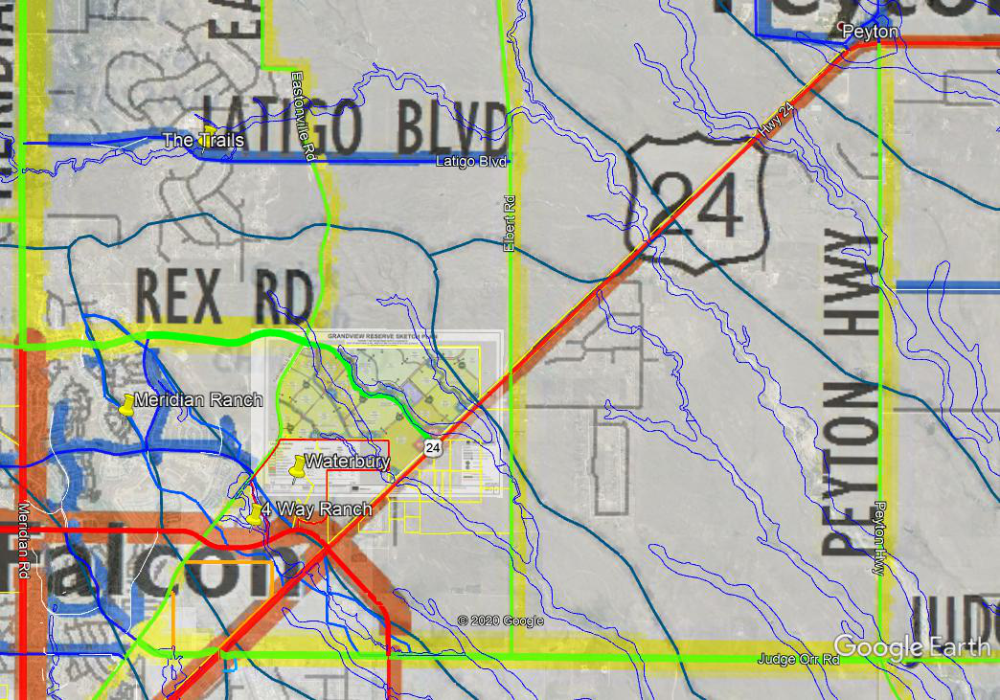 Peyton
Peyton
Hwy 24
Eastonville Rd
LATIGO BLVD
The Trails
Latigo Blvd
24
Elbert Rd
PEYTON HWY
REX RD
GRANDVIEW RESERVE SKETCH PLAN
Meridian Ranch
24
Waterbury
4 Way Ranch
Meridian Rd
Falcon
Peyton Hwy
© 2020 Google
JUD
Google Earth
Judge Orr Rd